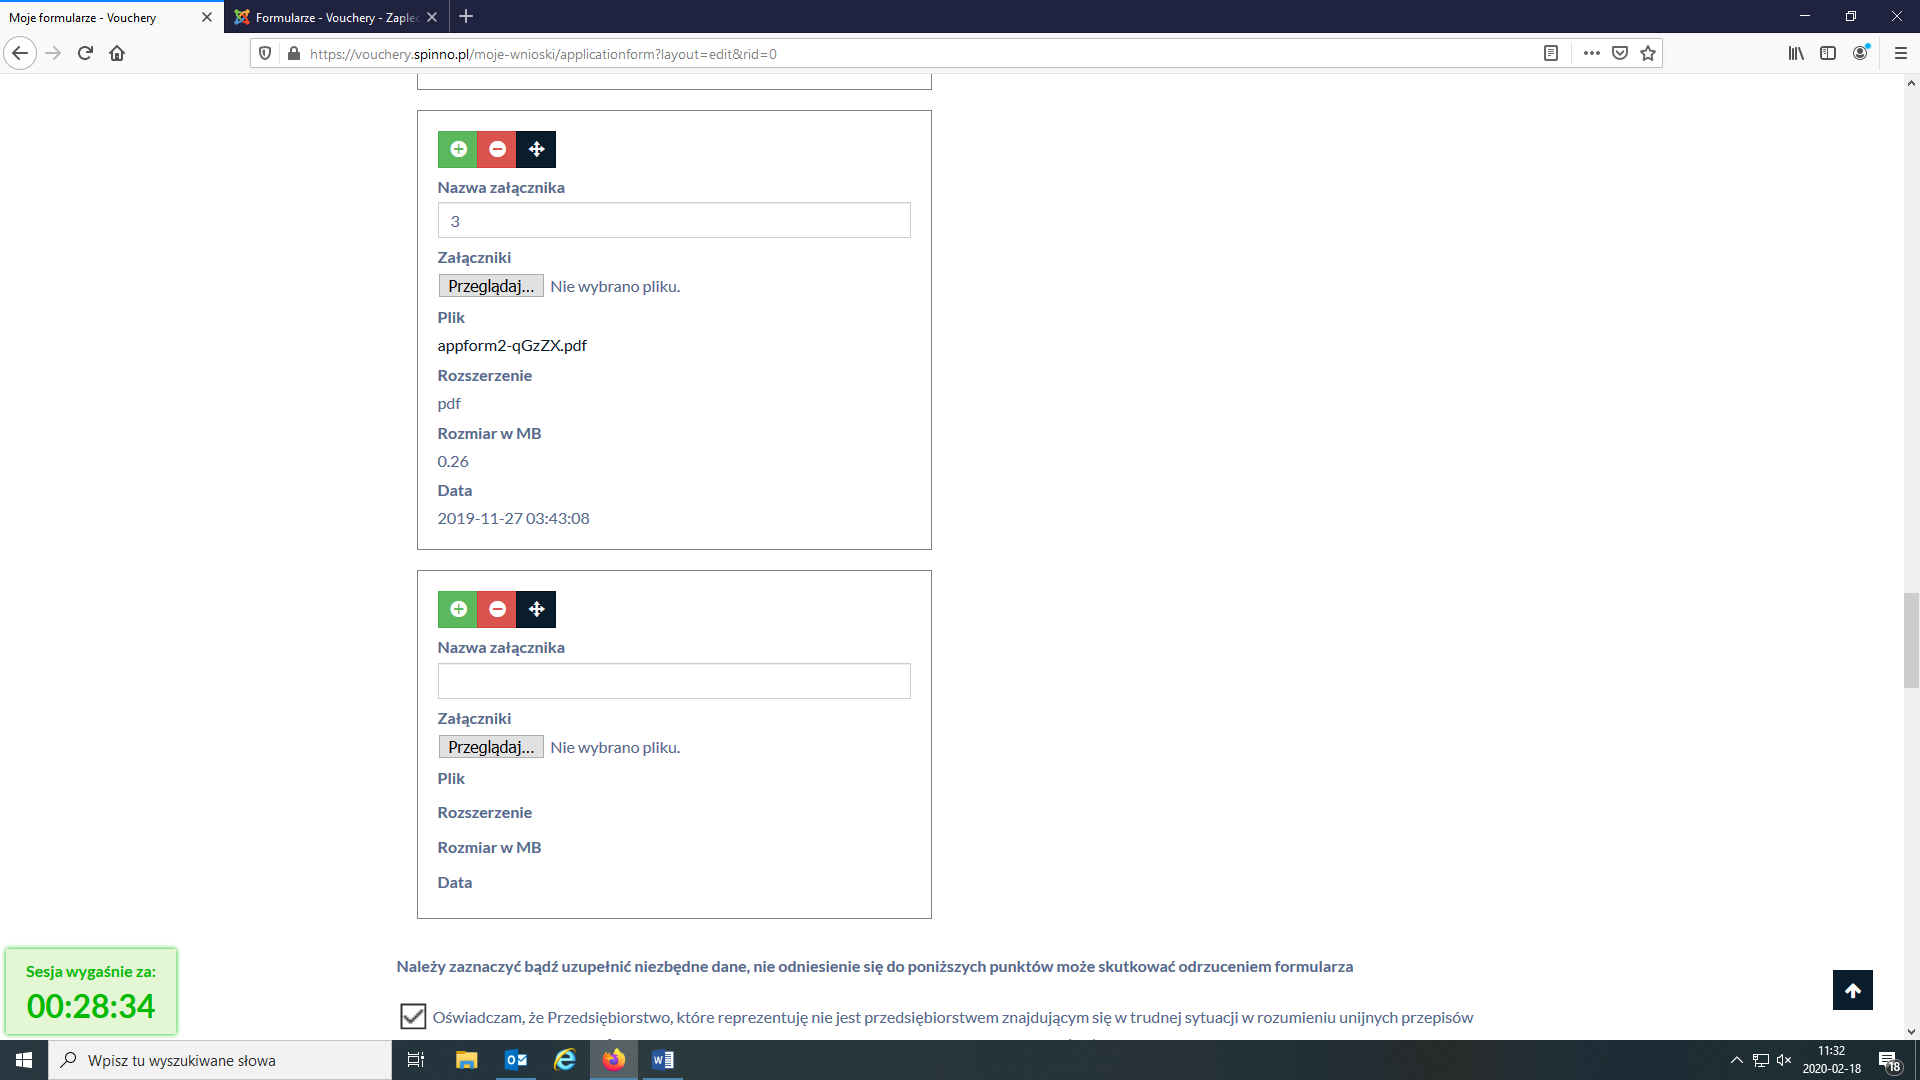 Moje formularze - Vouchery
Formularze - Vouchery - Zaple
https://vouchery.spinno.pl/moje-wnioski/applicationform?layout=edit&rid=0
Nazwa załącznika
3
Załączniki
Przeglądaj... Nie wybrano pliku.
Plik
appform2-qGzZX.pdf
Rozszerzenie
pdf
Rozmiar w MB
0.26
Data
2019-11-27 03:43:08
Nazwa załącznika
Załączniki
Przeglądaj... Nie wybrano pliku.
Plik
Rozszerzenie
Rozmiar w MB
Data
Należy zaznaczyć bądź uzupełnić niezbędne dane, nie odniesienie się do poniższych punktów może skutkować odrzuceniem formularza
Oświadczam, że Przedsiębiorstwo, które reprezentuję nie jest przedsiębiorstwem znajdującym się w trudnej sytuacji w rozumieniu unijnych przepisów
Sesja wygaśnie za:
00:28:34
Wpisz tu wyszukiwane słowa
11:32
2020-02-18
18